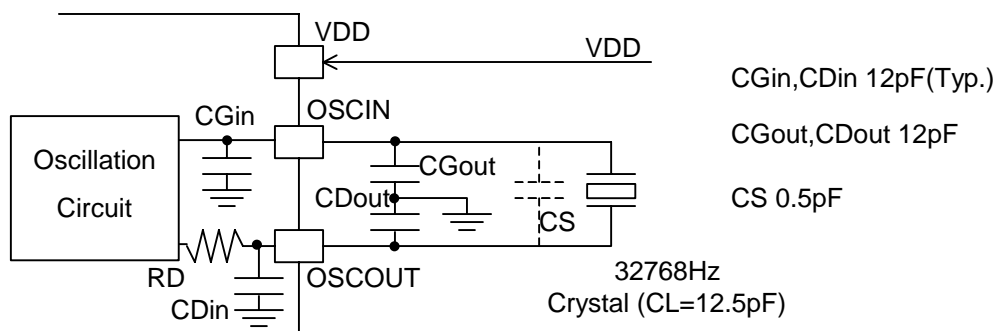 VDD
VDD
CGin,CDin 12pF(Typ.)
CGin
OSCIN
CGout,CDout 12pF
Oscillation
Circuit
CGout
CDout
CS 0.5pF
CS
RD
OSCOUT
CDin
32768Hz
Crystal (CL=12.5pF)